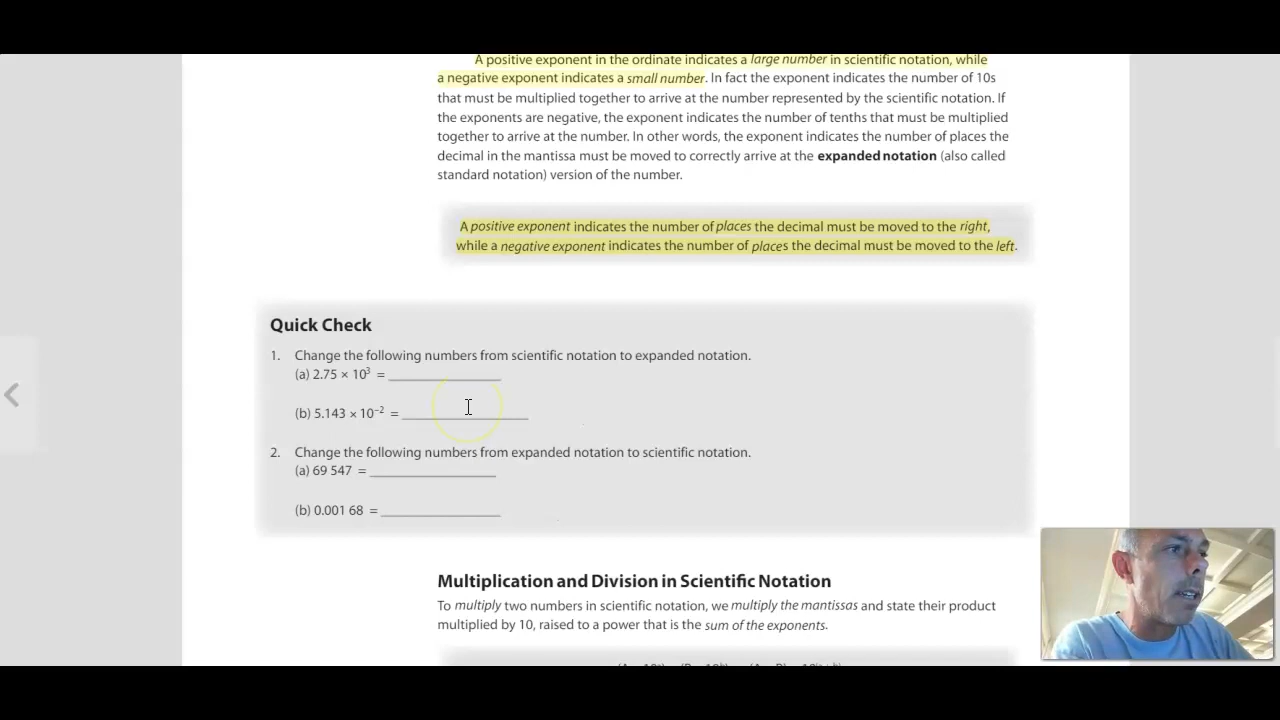 A positive exponent in the ordinate indicates a large number in scientific notation, while
a negative exponent indicates a small number. In fact the exponent indicates the number of 10s
that must be multiplied together to arrive at the number represented by the scientific notation. If
the exponents are negative, the exponent indicates the number of tenths that must be multiplied
together to arrive at the number. In other words, the exponent indicates the number of places the
decimal in the mantissa must be moved to correctly arrive at the expanded notation (also called
standard notation) version of the number.
A positive exponent indicates the number of places the decimal must be moved to the right,
while a negative exponent indicates the number of places the decimal must be moved to the left.
Quick Check
1. Change the following numbers from scientific notation to expanded notation.
(a) 2.75 × 10³ = ____________
(b) 5.143 × 10⁻² = ____________
2. Change the following numbers from expanded notation to scientific notation.
(a) 69 547 = ____________
(b) 0.001 68 = ____________
Multiplication and Division in Scientific Notation
To multiply two numbers in scientific notation, we multiply the mantissas and state their product
multiplied by 10, raised to a power that is the sum of the exponents.